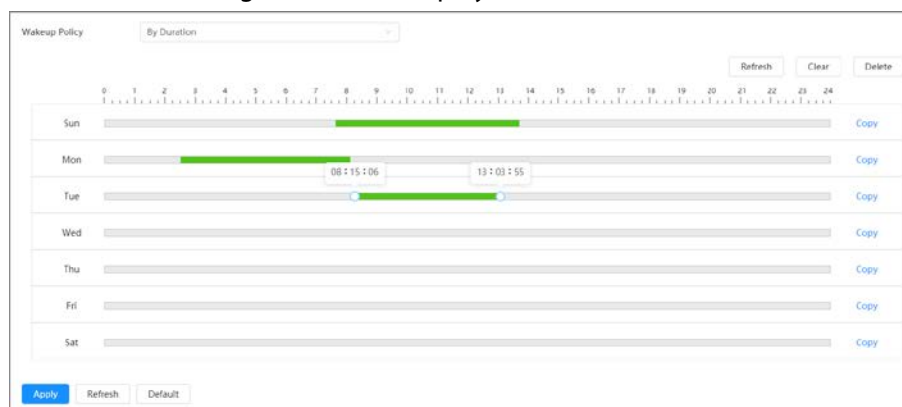 Wakeup Policy By Duration
Refresh Clear Delete
0 1 2 3 4 5 6 7 8 9 10 11 12 13 14 15 16 17 18 19 20 21 22 23 24
Sun Copy
Mon Copy
08:15:06 13:03:55
Tue Copy
Wed Copy
Thu Copy
Fri Copy
Sat Copy
Apply Refresh Default